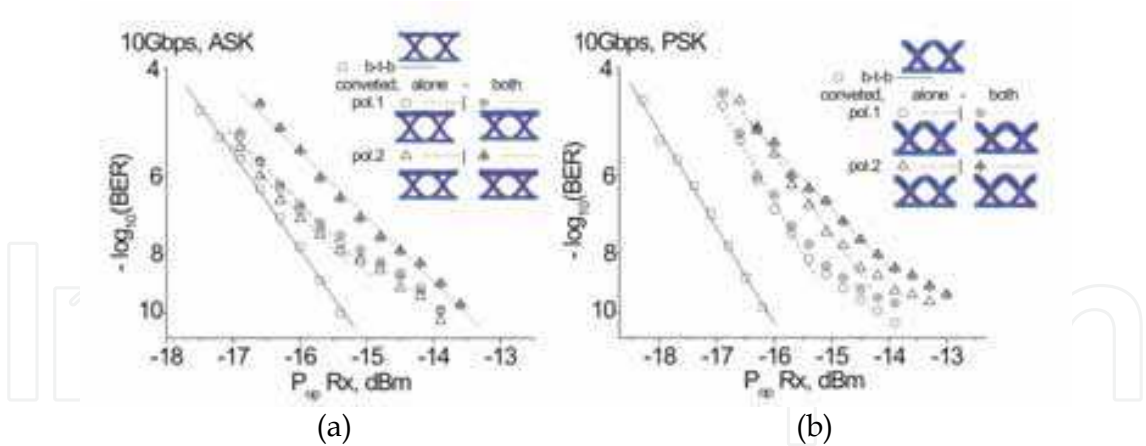 10Gbps, ASK
b-t-b
conveted, alone - both
pol.1
pol.2
- log10(BER)
4
6
8
10
-18 -17 -16 -15 -14 -13
Rx, dBm
(a)
10Gbps, PSK
b-t-b
conveted, alone - both
pol.1
pol.2
- log10(BER)
4
6
8
10
-18 -17 -16 -15 -14 -13
Rx, dBm
(b)